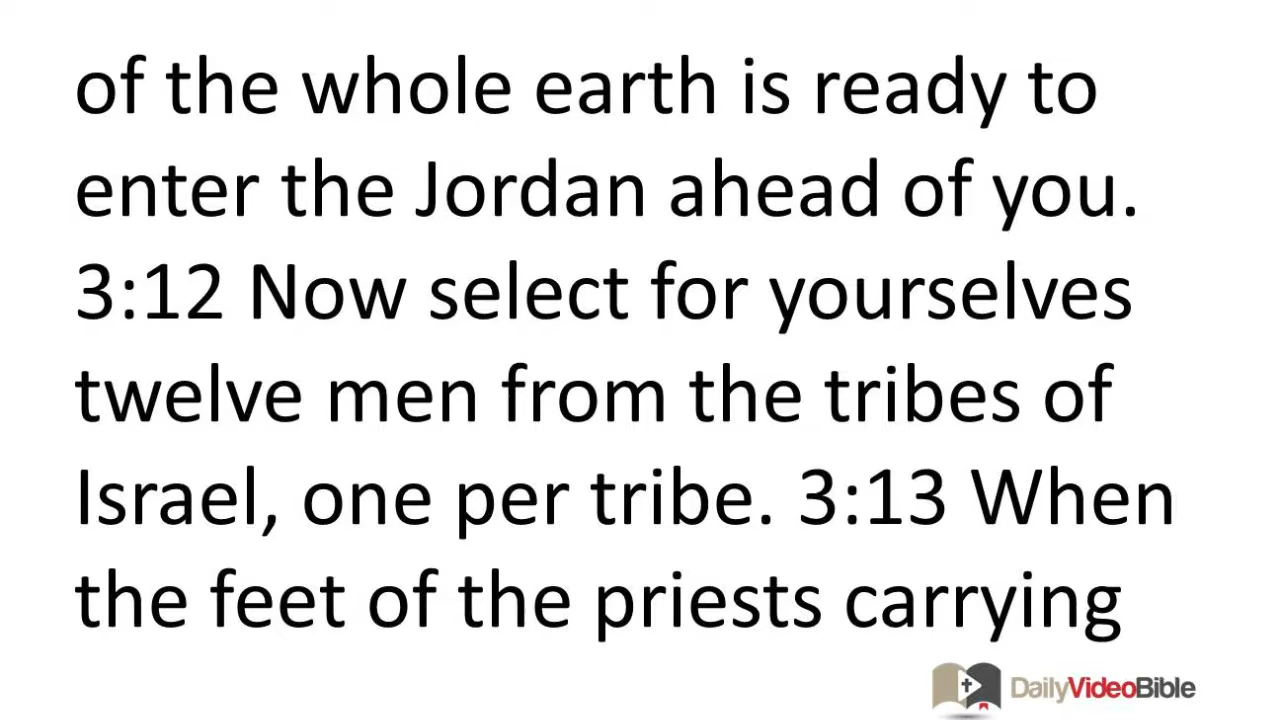 of the whole earth is ready to
enter the Jordan ahead of you.
3:12 Now select for yourselves
twelve men from the tribes of
Israel, one per tribe. 3:13 When
the feet of the priests carrying
DailyVideoBible